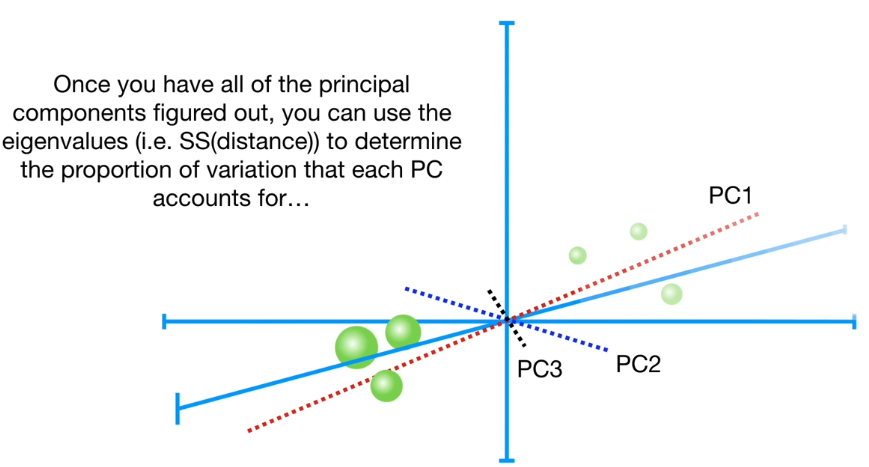 Once you have all of the principal
components figured out, you can use the
eigenvalues (i.e. SS(distance)) to determine
the proportion of variation that each PC
accounts for…
PC1
PC3
PC2